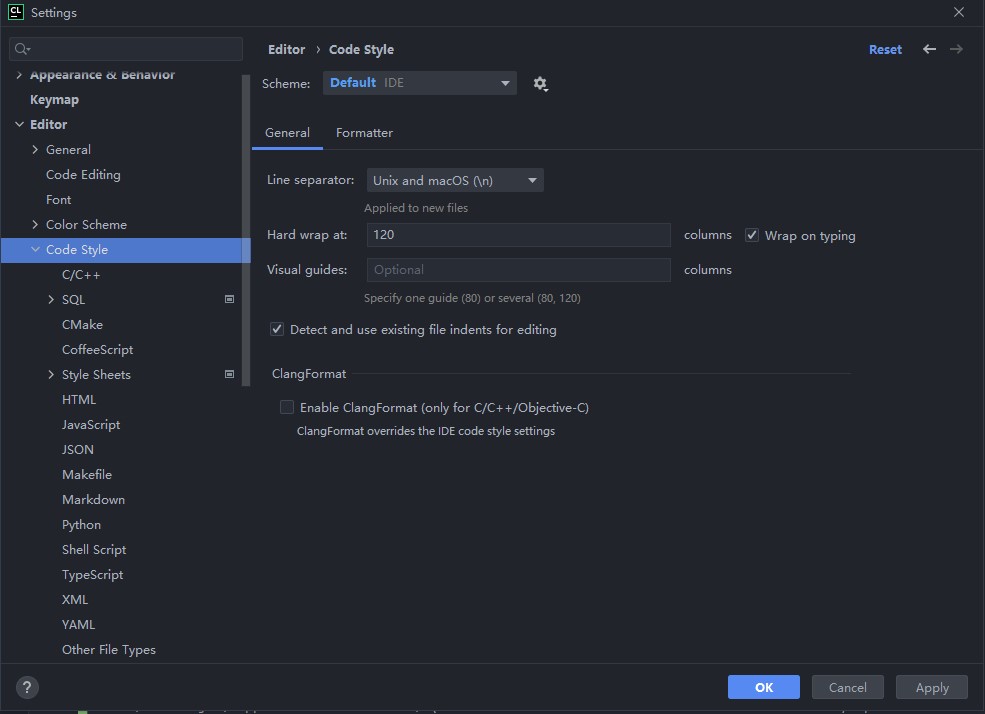 CL Settings
Editor › Code Style
Reset
Scheme: Default IDE
General Formatter
Line separator: Unix and macOS (\n)
Applied to new files
Hard wrap at: 120 columns Wrap on typing
Visual guides: Optional columns
Specify one guide (80) or several (80, 120)
Detect and use existing file indents for editing
ClangFormat
Enable ClangFormat (only for C/C++/Objective-C)
ClangFormat overrides the IDE code style settings
Appearance & Behavior
Keymap
Editor
General
Code Editing
Font
Color Scheme
Code Style
C/C++
SQL
CMake
CoffeeScript
Style Sheets
HTML
JavaScript
JSON
Makefile
Markdown
Python
Shell Script
TypeScript
XML
YAML
Other File Types
? OK Cancel Apply